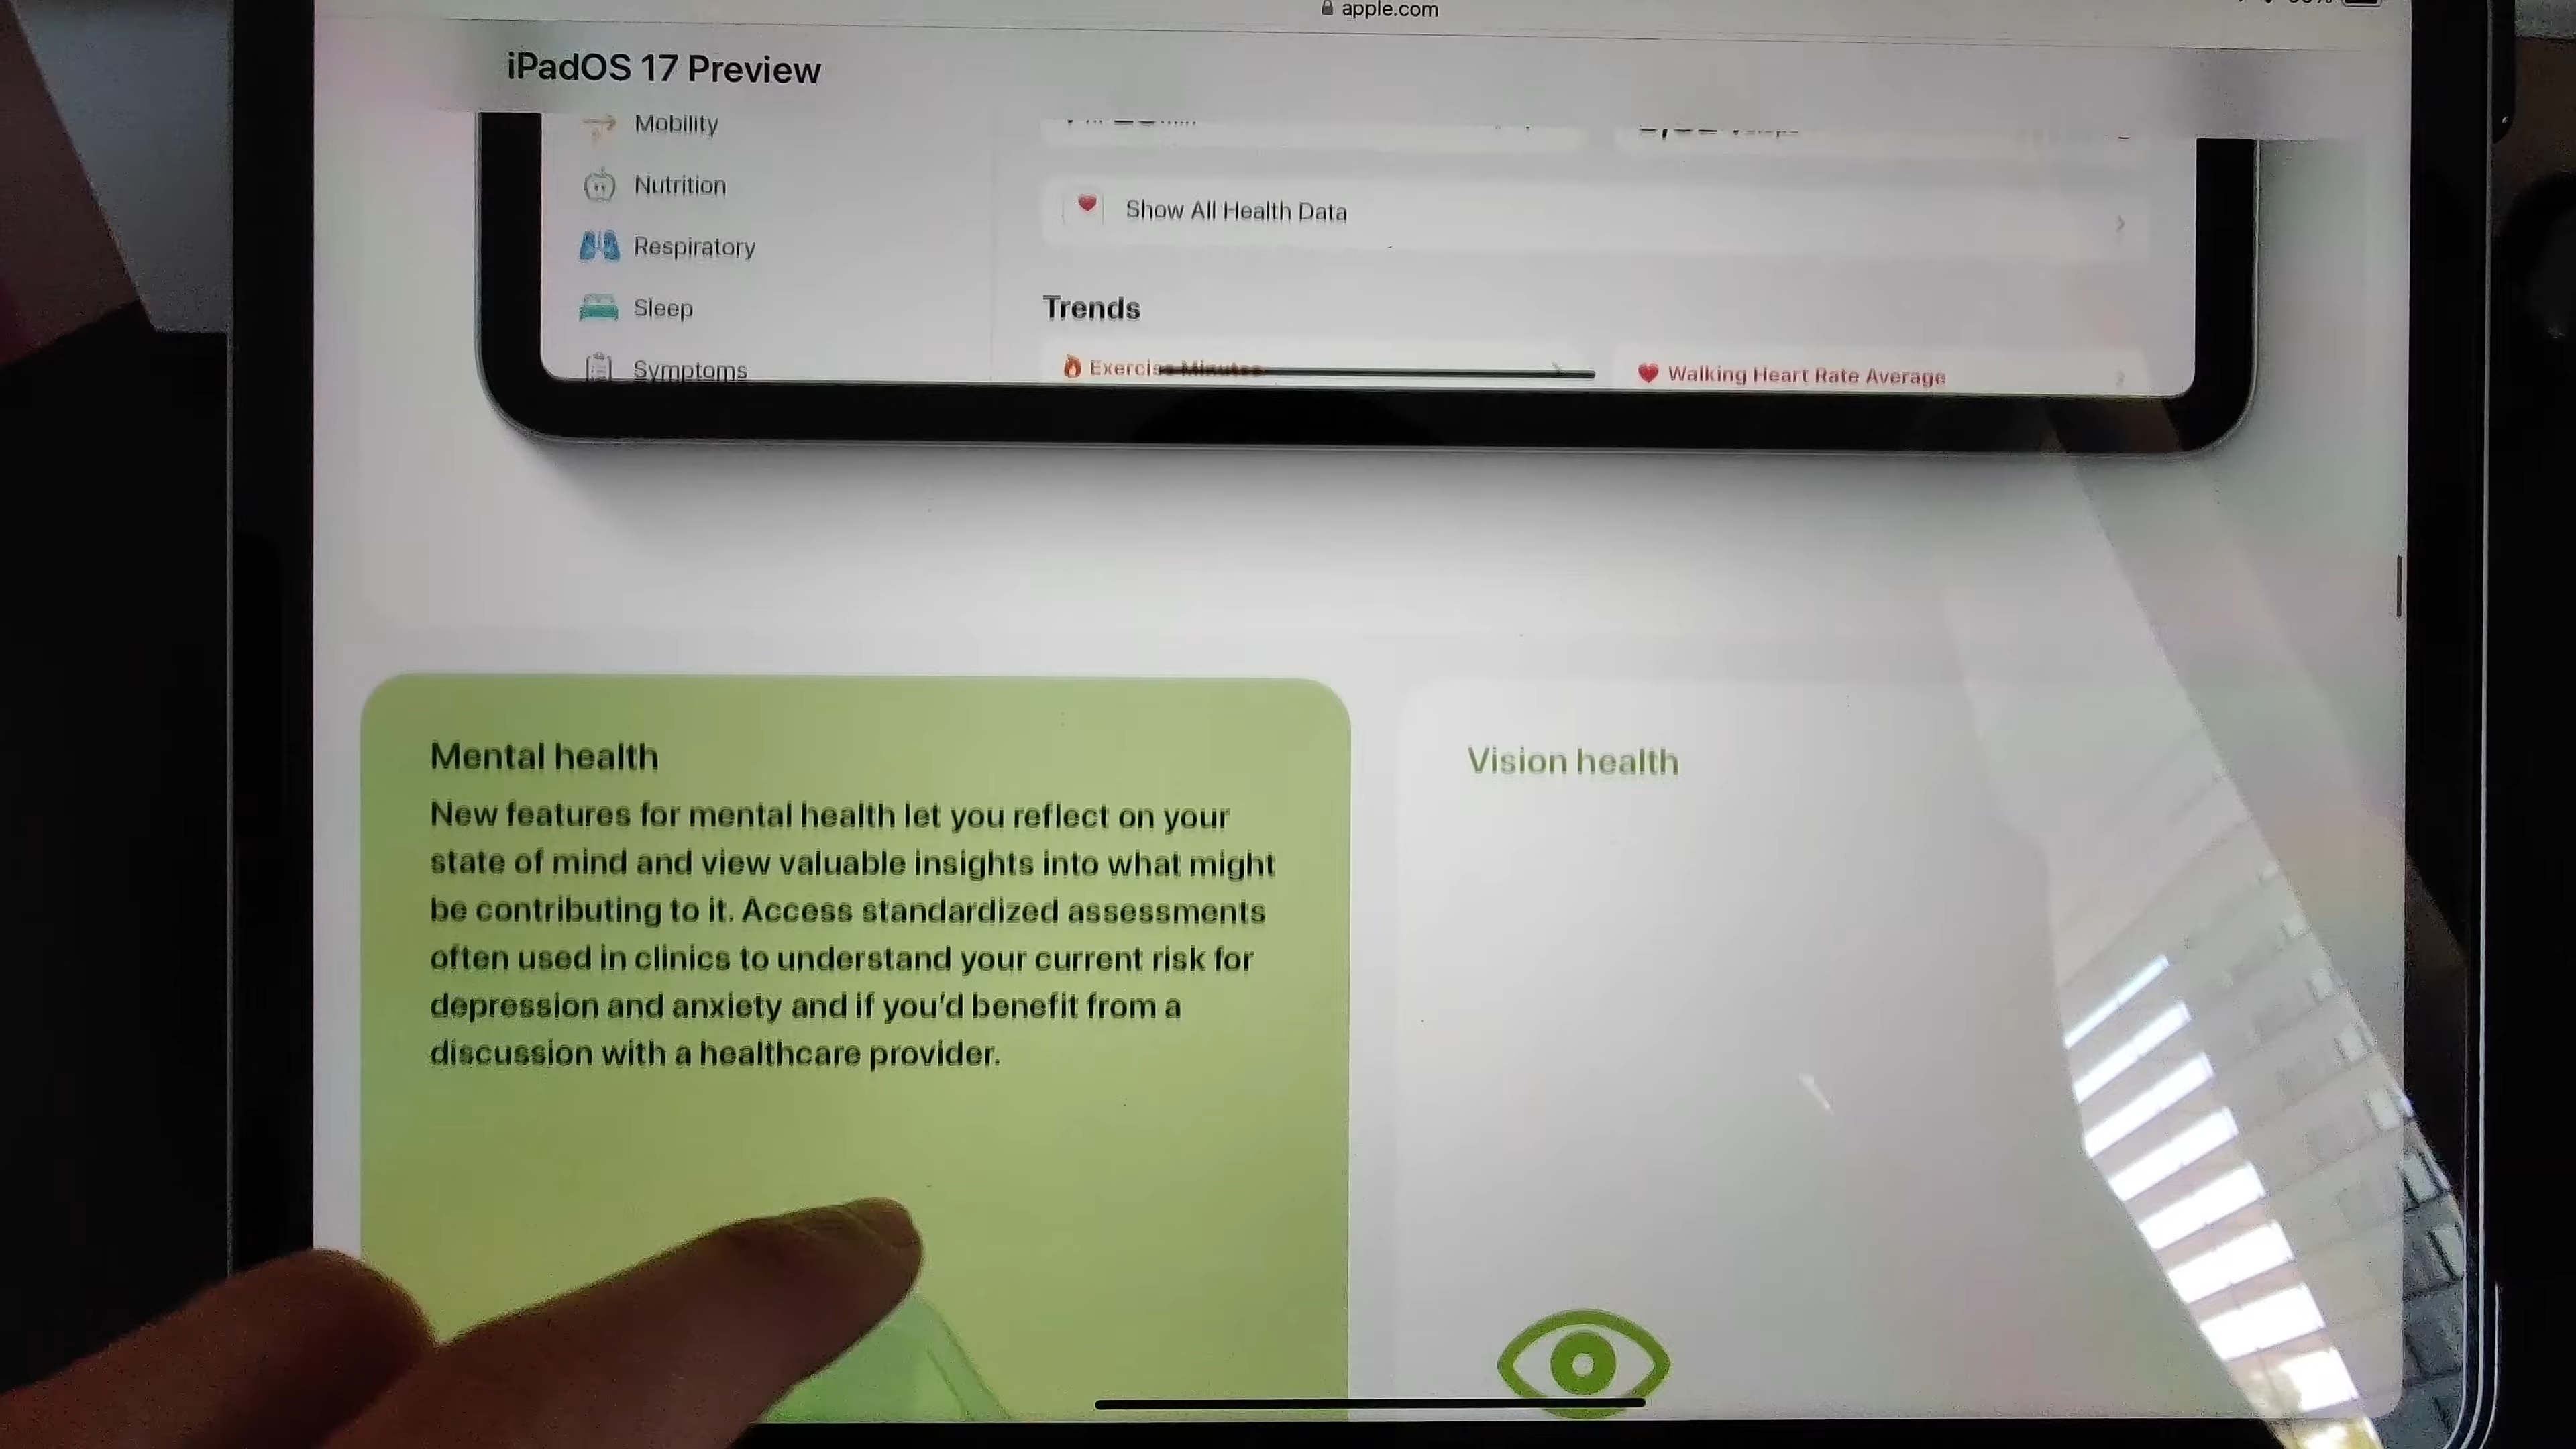 apple.com
iPadOS 17 Preview
Mobility
Nutrition
Respiratory
Sleep
Symptoms
Show All Health Data
Trends
Exercise Minutes
Walking Heart Rate Average
Mental health
New features for mental health let you reflect on your
state of mind and view valuable insights into what might
be contributing to it. Access standardized assessments
often used in clinics to understand your current risk for
depression and anxiety and if you'd benefit from a
discussion with a healthcare provider.
Vision health